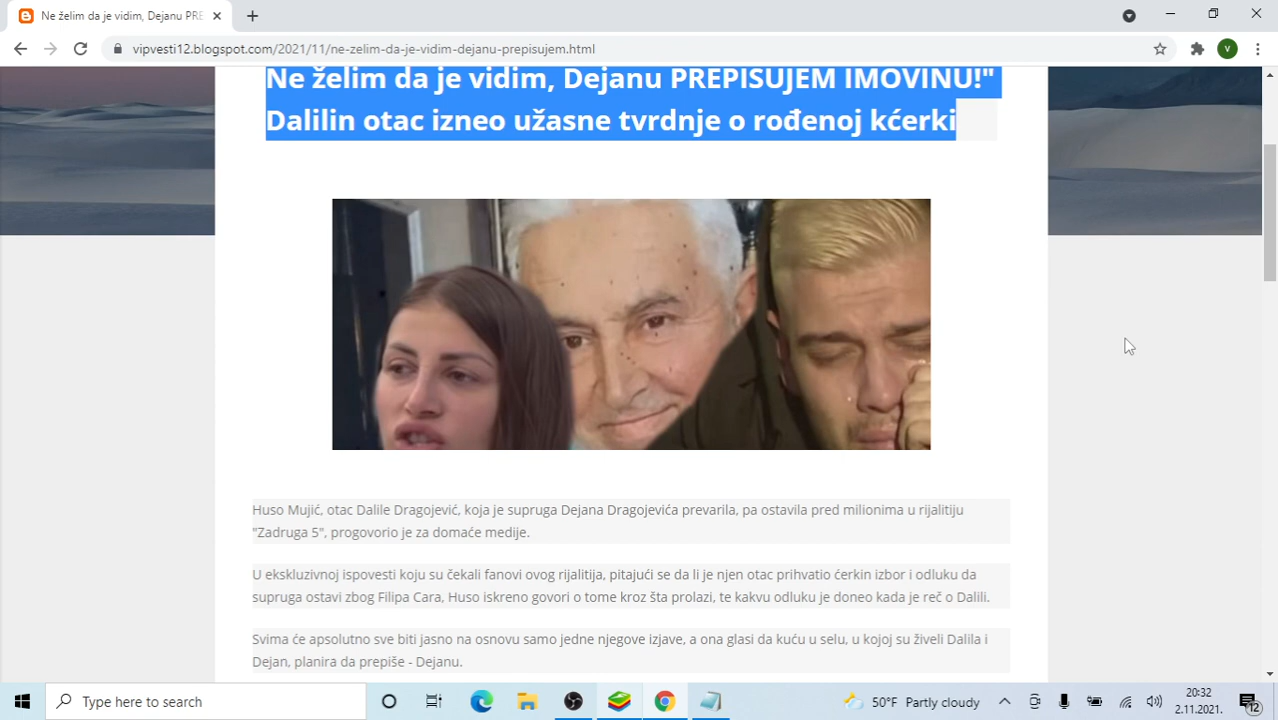 Ne želim da je vidim, Dejanu PRE
vipvesti12.blogspot.com/2021/11/ne-zelim-da-je-vidim-dejanu-prepisujem.html
V
Ne želim da je vidim, Dejanu PREPISUJEM IMOVINU!"
Dalilin otac izneo užasne tvrdnje o rođenoj kćerki
Huso Mujić, otac Dalile Dragojević, koja je supruga Dejana Dragojevića prevarila, pa ostavila pred milionima u rijalitiju
"Zadruga 5", progovorio je za domaće medije.
U ekskluzivnoj ispovesti koju su čekali fanovi ovog rijalitija, pitajući se da li je njen otac prihvatio ćerkin izbor i odluku da
supruga ostavi zbog Filipa Cara, Huso iskreno govori o tome kroz šta prolazi, te kakvu odluku je doneo kada je reč o Dalili.
Svima će apsolutno sve biti jasno na osnovu samo jedne njegove izjave, a ona glasi da kuću u selu, u kojoj su živeli Dalila i
Dejan, planira da prepiše - Dejanu.
Type here to search
50°F Partly cloudy
20:32
2.11.2021.
12